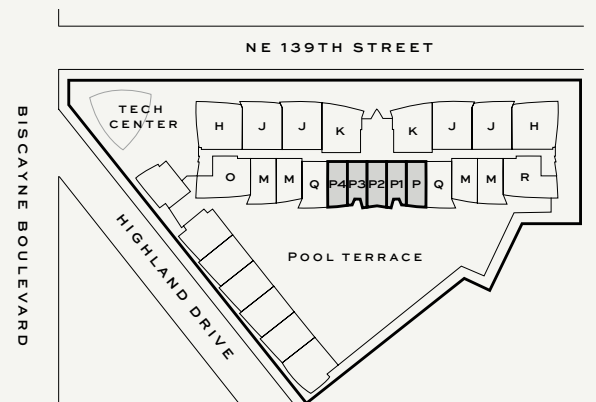 NE 139TH STREET
BISCAYNE BOULEVARD
TECH
CENTER
H J J K K J J H
O M M Q P4 P3 P2 P1 P Q M M R
HIGHLAND DRIVE
POOL TERRACE